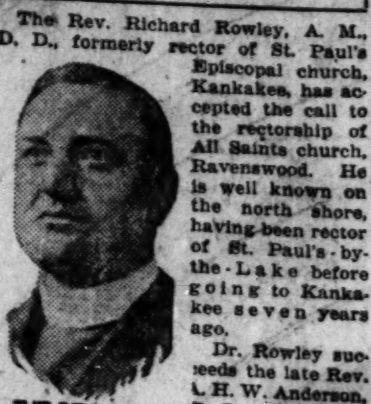 The Rev. Richard Rowley, A. M.,
D. D., formerly rector of St. Paul's
Episcopal church,
Kankakee, has ac-
cepted the call to
the rectorship of
All Saints church,
Ravenswood. He
is well known on
the north shore,
having been rector
of St. Paul's-by-
the-Lake before
going to Kanka-
kee seven years
ago.
Dr. Rowley suc-
ceeds the late Rev.
A. H. W. Anderson,